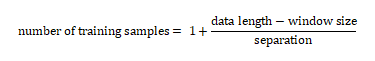 number of training samples = 1 + data length − window size
separation